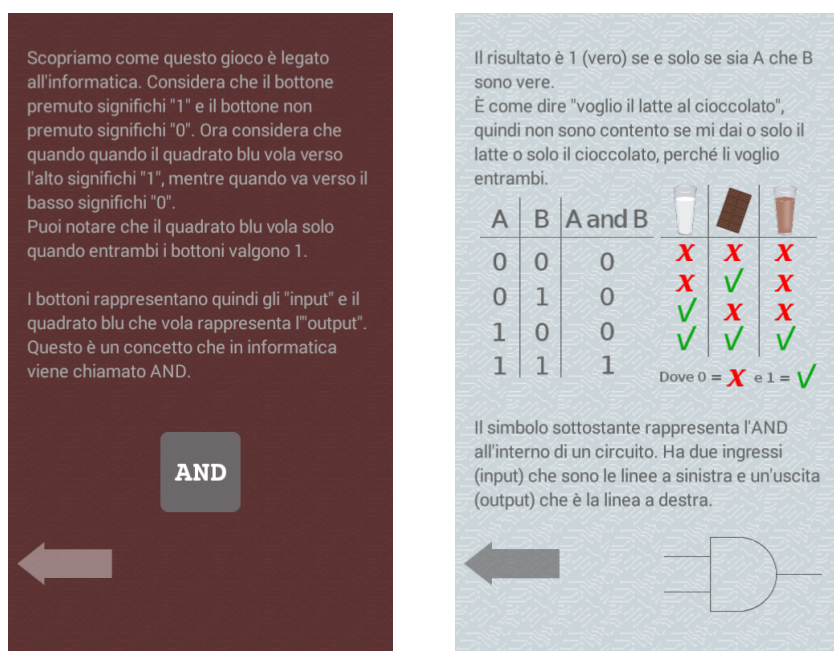 Scopriamo come questo gioco è legato
all'informatica. Considera che il bottone
premuto significhi "1" e il bottone non
premuto significhi "0". Ora considera che
quando quando il quadrato blu vola verso
l'alto significhi "1", mentre quando va verso il
basso significhi "0".
Puoi notare che il quadrato blu vola solo
quando entrambi i bottoni valgono 1.
I bottoni rappresentano quindi gli "input" e il
quadrato blu che vola rappresenta l'"output".
Questo è un concetto che in informatica
viene chiamato AND.
AND
Il risultato è 1 (vero) se e solo se sia A che B
sono vere.
È come dire "voglio il latte al cioccolato",
quindi non sono contento se mi dai o solo il
latte o solo il cioccolato, perché li voglio
entrambi.
A B A and B
0 0 0
0 1 0
1 0 0
1 1 1
x x x
x √ x
√ x x
√ √ √
Dove 0 = x e 1 = √
Il simbolo sottostante rappresenta l'AND
all'interno di un circuito. Ha due ingressi
(input) che sono le linee a sinistra e un'uscita
(output) che è la linea a destra.